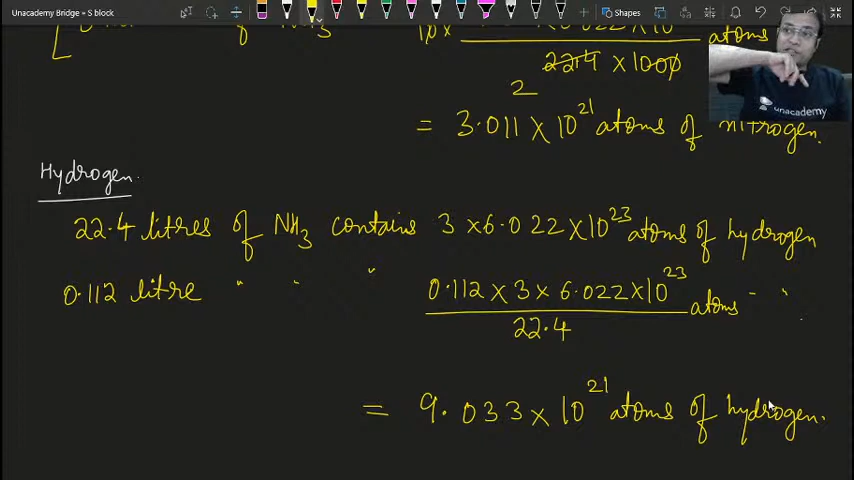 Unacademy Bridge + S block
Shapes
of NH3
atoms
22.4 × 1000
2
= 3.011 × 10^21 atoms of nitrogen.
unacademy
Hydrogen.
22.4 litres of NH3 contains 3 × 6.022 × 10^23 atoms of hydrogen
0.112 litre " " " 0.112 × 3 × 6.022 × 10^23 atoms " "
22.4
= 9.033 × 10^21 atoms of hydrogen.